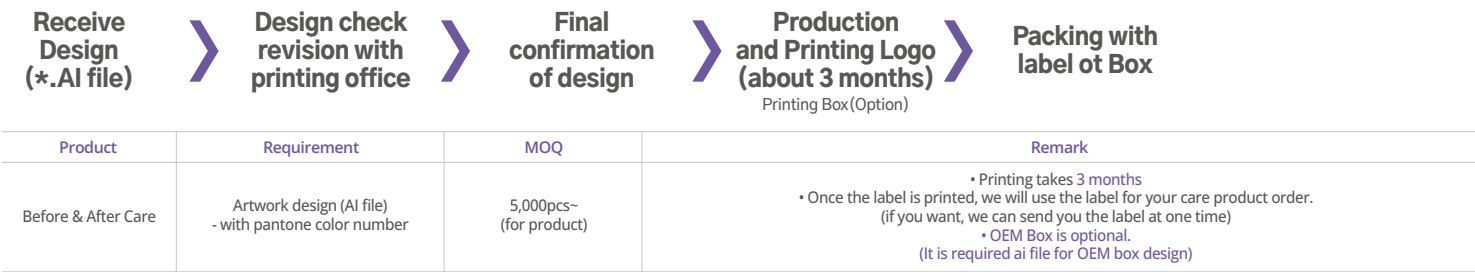 Receive
Design
(*.AI file)
Design check
revision with
printing office
Final
confirmation
of design
Production
and Printing Logo
(about 3 months)
Printing Box(Option)
Packing with
label ot Box
Product
Requirement
MOQ
Remark
Before & After Care
Artwork design (AI file)
- with pantone color number
5,000pcs~
(for product)
• Printing takes 3 months
• Once the label is printed, we will use the label for your care product order.
(if you want, we can send you the label at one time)
• OEM Box is optional.
(It is required ai file for OEM box design)